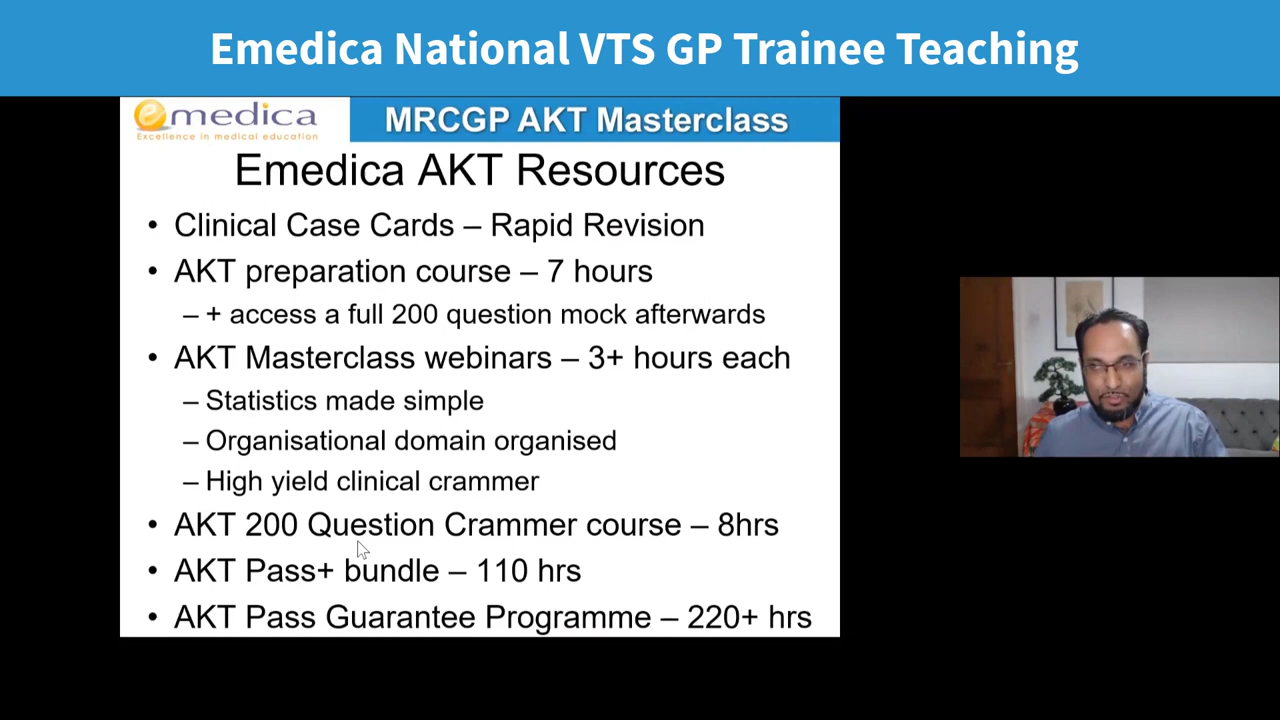 Emedica National VTS GP Trainee Teaching
emedica
Excellence in medical education
MRCGP AKT Masterclass
Emedica AKT Resources
• Clinical Case Cards – Rapid Revision
• AKT preparation course – 7 hours
– + access a full 200 question mock afterwards
• AKT Masterclass webinars – 3+ hours each
– Statistics made simple
– Organisational domain organised
– High yield clinical crammer
• AKT 200 Question Crammer course – 8hrs
• AKT Pass+ bundle – 110 hrs
• AKT Pass Guarantee Programme – 220+ hrs